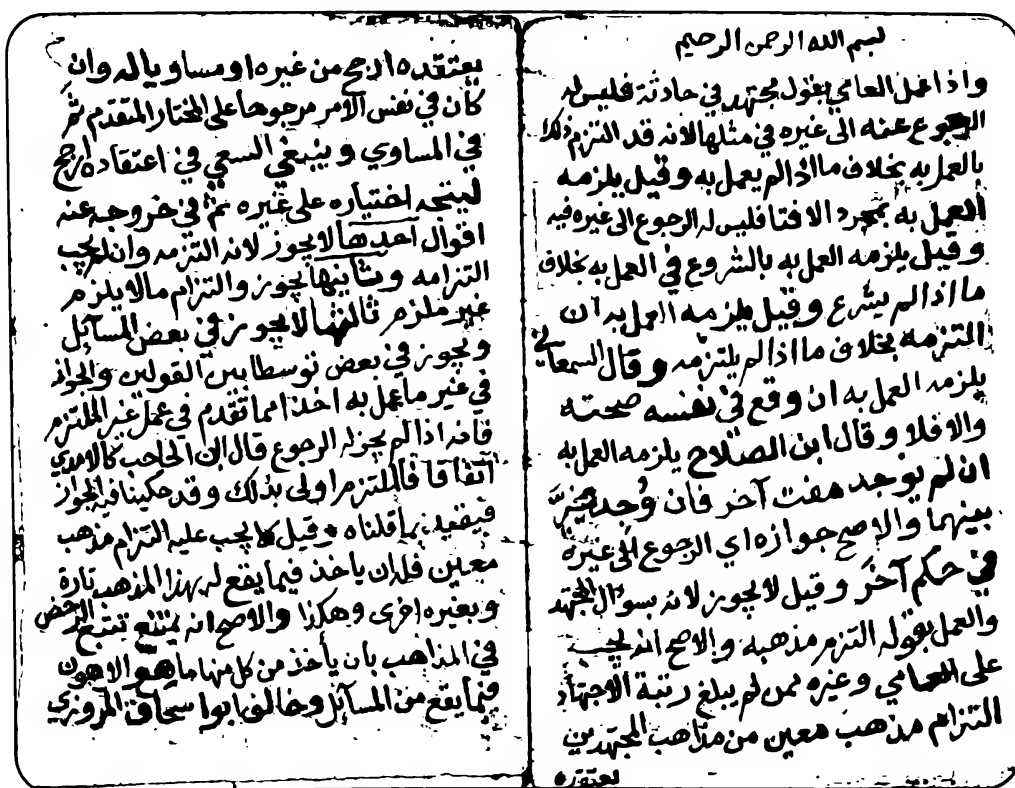 بسم الله الرحمن الرحيم
واذا عمل العامي بقول مجتهد في حادثة فليس له
الرجوع عنه الى غيره في مثلها لانه قد التزم ذلك
بالعمل به بخلاف ما اذا لم يعمل به وقيل يلزمه
العمل به بمجرد الافتا فليس له الرجوع الى غيره فيه
وقيل يلزمه العمل به بالشروع في العمل به بخلاف
ما اذا لم يشرع وقيل يلزمه العمل به ان
التزمه بخلاف ما اذا لم يلتزمه وقال السمعاني
يلزمه العمل به ان وقع في نفسه صحته
والا فلا وقال ابن الصلاح يلزمه العمل به
ان لم يوجد مفت آخر فان وجد تخير
بينهما والاصح جوازه اي الرجوع الى غيره
في حكم آخر وقيل لا يجوز لانه بسوال المجتهد
والعمل بقوله التزم مذهبه والاصح انه يجب
على العامي وغيره ممن لم يبلغ رتبة الاجتهاد
التزام مذهب معين من مذاهب المجتهدين
يعتقده
يعتقده ارجح من غيره او مساويا له وان
كان في نفس الامر مرجوحا على المختار المتقدم ثم
في المساوي وينبغي السعي في اعتقاده ارجح
ليتجه اختياره على غيره ثم في خروجه عنه
اقوال احدها لا يجوز لانه التزمه وان لم يجب
التزامه وثانيها يجوز والتزام ما لا يلزم
غير ملزم ثالثها لا يجوز في بعض المسائل
ويجوز في بعض توسطا بين القولين والجواز
في غير ما عمل به اخذا مما تقدم في عمل غير الملتزم
فانه اذا لم يجز له الرجوع قال ابن الحاجب كالامدي
اتفاقا فالملتزم اولى بذلك وقد حكينا فيه الجواز
فيقيد بما قلناه وقيل لا يجب عليه التزام مذهب
معين فله ان ياخذ فيما يقع له بهذا المذهب تارة
وبغيره اخرى وهكذا والاصح انه يمتنع تتبع الرخص
في المذاهب بان يأخذ من كل منها ما هو الاهون
فيما يقع من المسائل وخالف ابوا سحاق المروزي